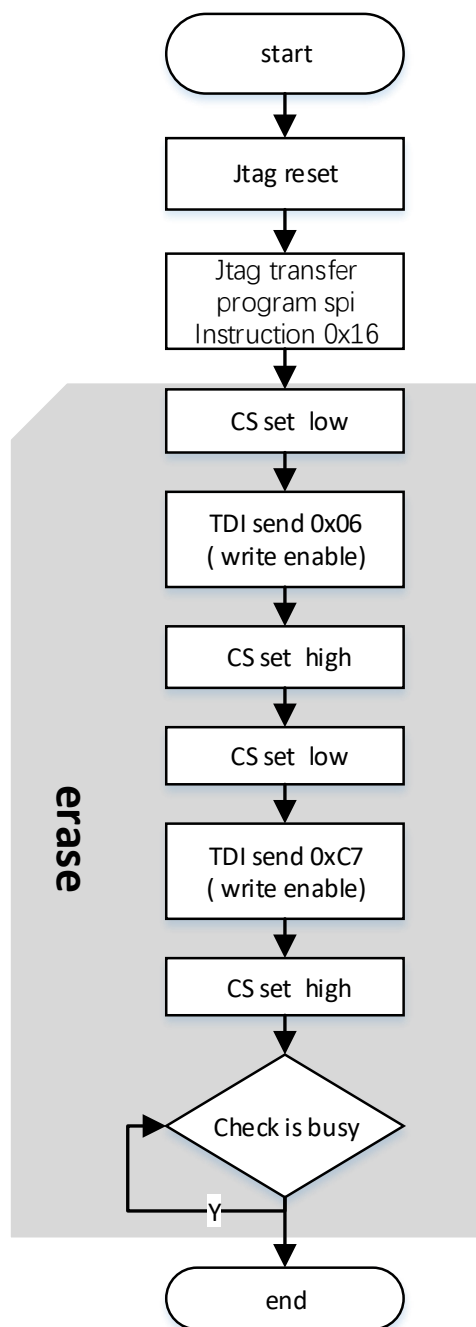 start
Jtag reset
Jtag transfer
program spi
Instruction 0x16
CS set low
TDI send 0x06
( write enable)
CS set high
CS set low
erase
TDI send 0xC7
( write enable)
CS set high
Check is busy
Y
end